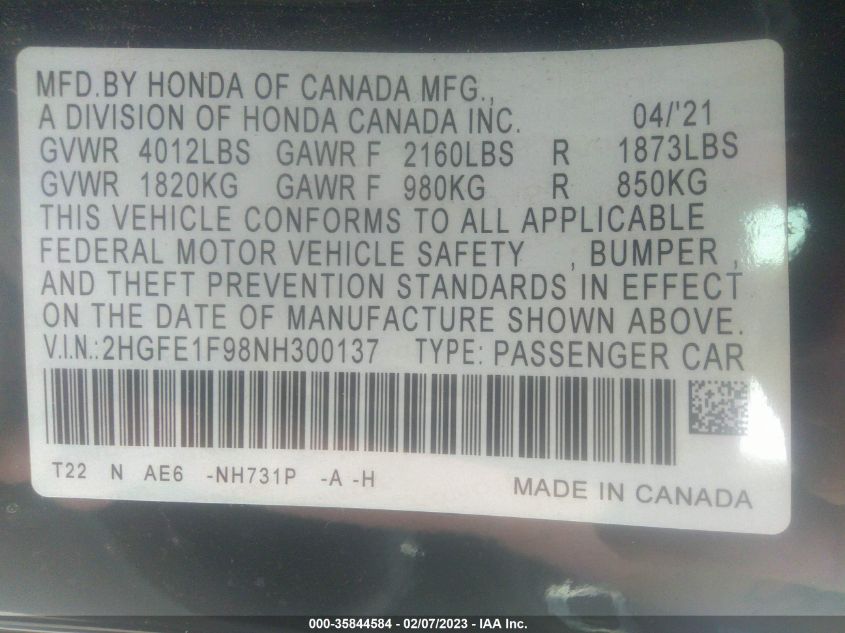 MFD.BY HONDA OF CANADA MFG.,
A DIVISION OF HONDA CANADA INC. 04/'21
GVWR 4012LBS GAWR F 2160LBS R 1873LBS
GVWR 1820KG GAWR F 980KG R 850KG
THIS VEHICLE CONFORMS TO ALL APPLICABLE
FEDERAL MOTOR VEHICLE SAFETY , BUMPER ,
AND THEFT PREVENTION STANDARDS IN EFFECT
ON THE DATE OF MANUFACTURE SHOWN ABOVE.
V.I.N.:2HGFE1F98NH300137 TYPE: PASSENGER CAR
T22 N AE6 -NH731P -A -H
MADE IN CANADA
000-35844584 - 02/07/2023 - IAA Inc.